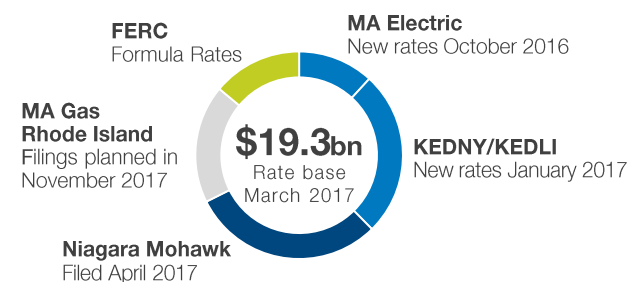 FERC
Formula Rates
MA Electric
New rates October 2016
MA Gas
Rhode Island
Filings planned in
November 2017
$19.3bn
Rate base
March 2017
KEDNY/KEDLI
New rates January 2017
Niagara Mohawk
Filed April 2017